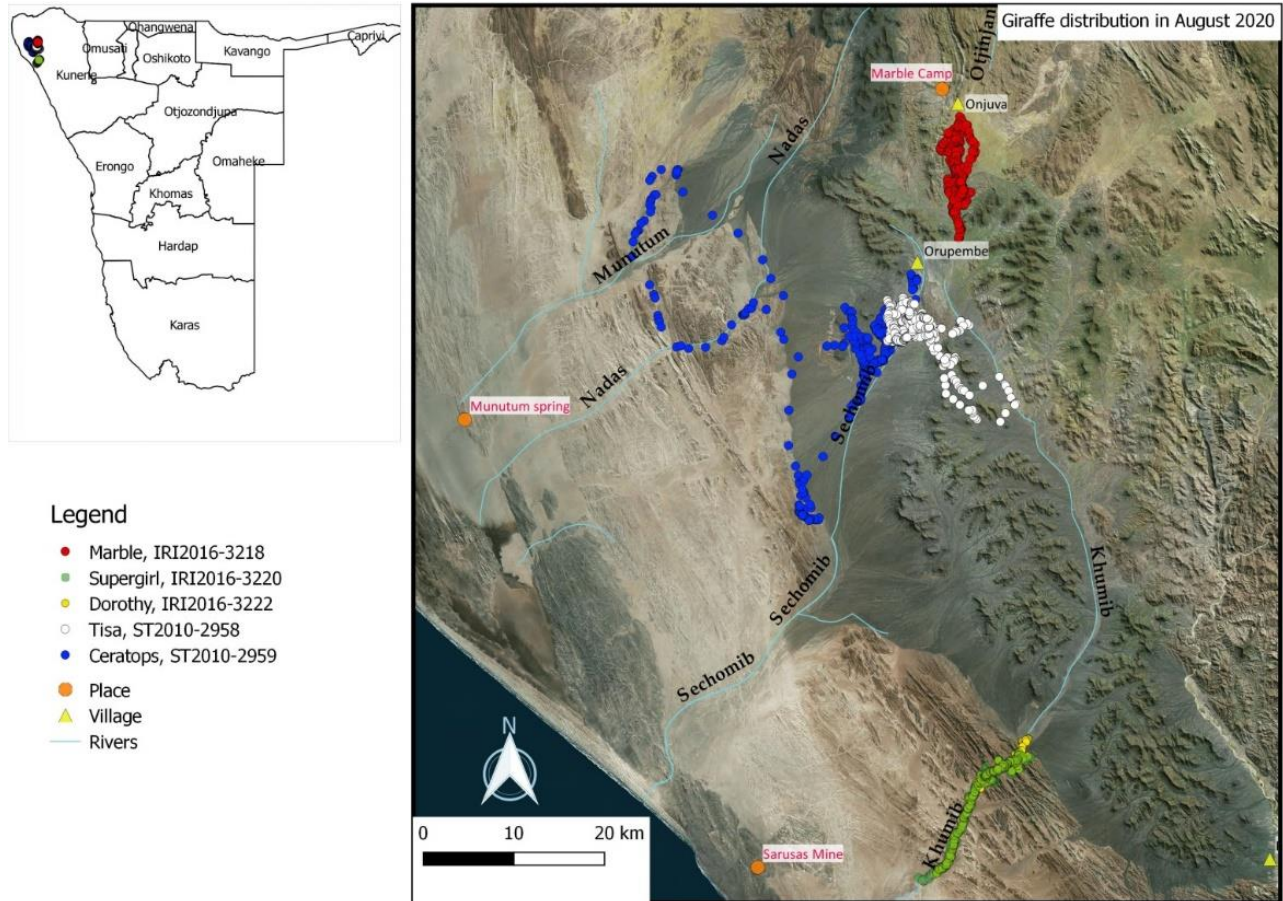 Ohangwena
Caprivi
Omusati
Kavango
Oshikoto
Kunene
Otjozondjupa
Omaheke
Erongo
Khomas
Hardap
Karas
Legend
Marble, IRI2016-3218
Supergirl, IRI2016-3220
Dorothy, IRI2016-3222
Tisa, ST2010-2958
Ceratops, ST2010-2959
Place
Village
Rivers
Giraffe distribution in August 2020
Otjinjan
Marble Camp
Onjuva
Nadas
Munutum
Orupembe
Nadas
Munutum spring
Sechomib
Khumib
Sechomib
Sechomib
N
0 10 20 km
Khumib
Sarusas Mine